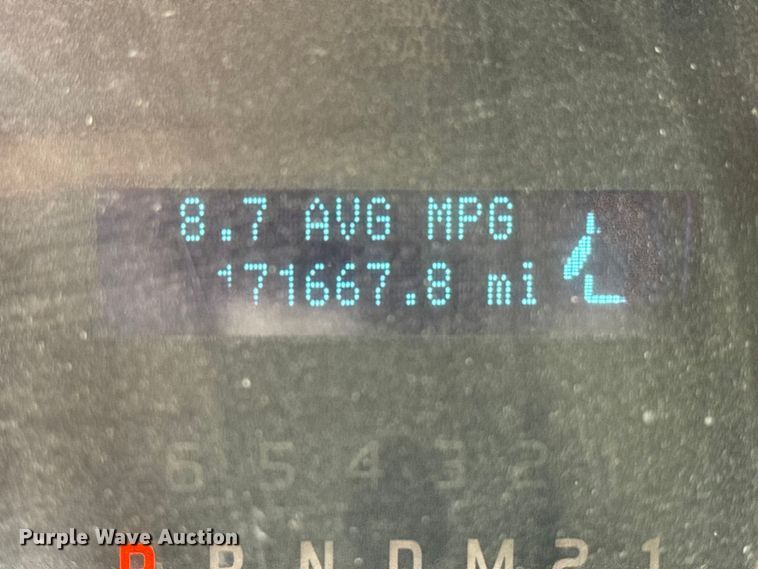 8.7 AVG MPG
171667.8 mi
6 5 4 3 2 1
P R N D M 2 1
Purple Wave Auction